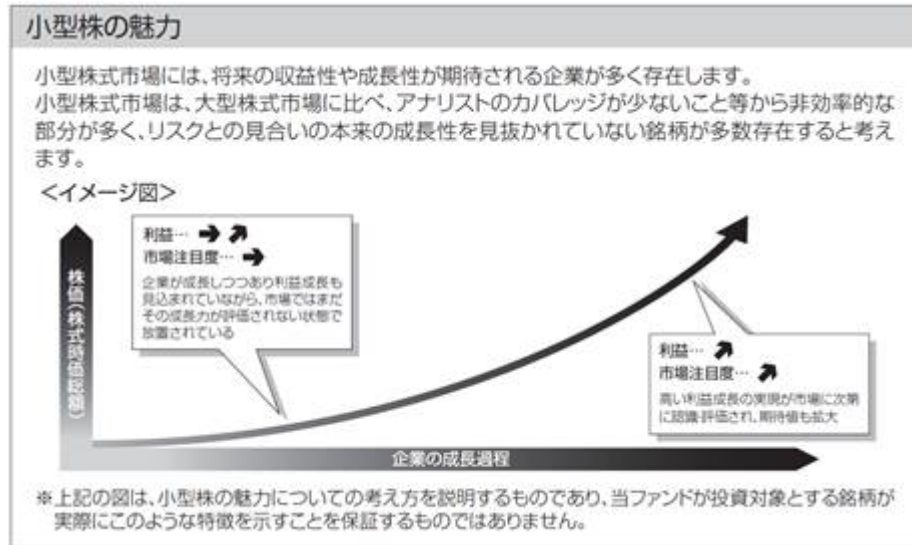 小型株の魅力
小型株式市場には、将来の収益性や成長性が期待される企業が多く存在します。
小型株式市場は、大型株式市場に比べ、アナリストのカバレッジが少ないこと等から非効率的な
部分が多く、リスクとの見合いの本来の成長性を見抜かれていない銘柄が多数存在すると考え
ます。
＜イメージ図＞
利益… ➡ ⬈
市場注目度… ➡
企業が成長しつつあり利益成長も
見込まれていながら、市場ではまだ
その成長力が評価されない状態で
放置されている
株価(株式時価総額)
利益… ⬈
市場注目度… ⬈
高い利益成長の実現が市場に次第
に認識・評価され、期待値も拡大
企業の成長過程
※上記の図は、小型株の魅力についての考え方を説明するものであり、当ファンドが投資対象とする銘柄が
実際にこのような特徴を示すことを保証するものではありません。